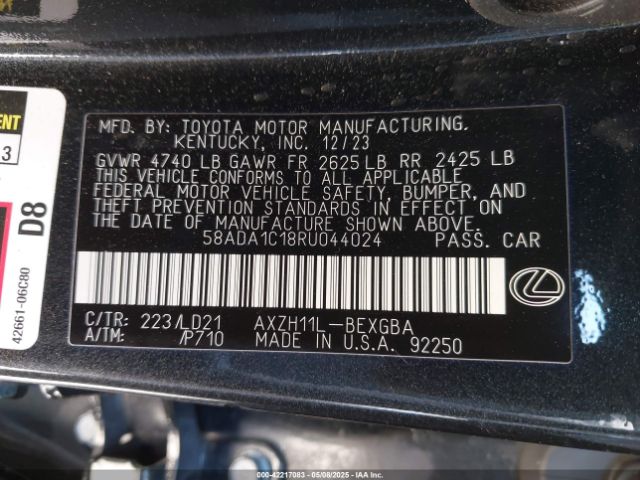 MFD. BY: TOYOTA MOTOR MANUFACTURING.
KENTUCKY, INC. 12/23
GVWR 4740 LB GAWR FR 2625 LB RR 2425 LB
THIS VEHICLE CONFORMS TO ALL APPLICABLE
FEDERAL MOTOR VEHICLE SAFETY, BUMPER, AND
THEFT PREVENTION STANDARDS IN EFFECT ON
THE DATE OF MANUFACTURE SHOWN ABOVE.
58ADA1C18RU044024 PASS. CAR
C/TR: 223/LD21 AXZH11L-BEXGBA
A/TM: /P710 MADE IN U.S.A. 92250
D8
42661-06C80
000-42217083 - 05/08/2025 - COPYRIGHT IAA, LLC.